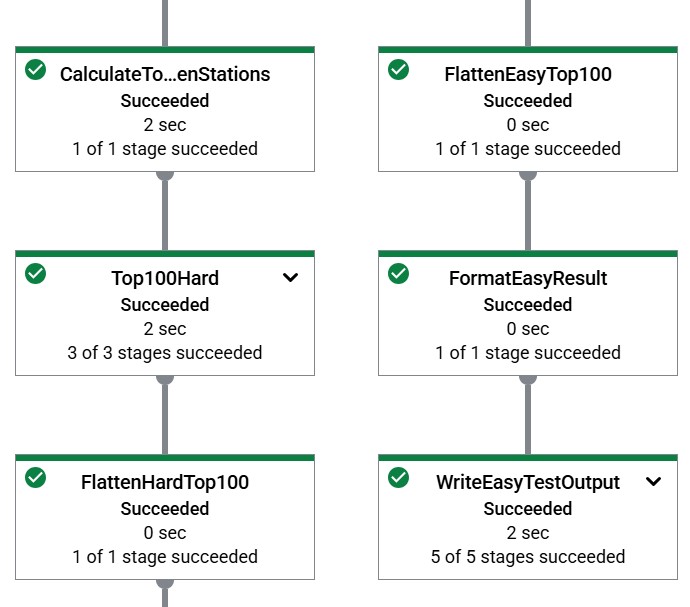 CalculateTo...enStations
Succeeded
2 sec
1 of 1 stage succeeded
Top100Hard
Succeeded
2 sec
3 of 3 stages succeeded
FlattenHardTop100
Succeeded
0 sec
1 of 1 stage succeeded
FlattenEasyTop100
Succeeded
0 sec
1 of 1 stage succeeded
FormatEasyResult
Succeeded
0 sec
1 of 1 stage succeeded
WriteEasyTestOutput
Succeeded
2 sec
5 of 5 stages succeeded